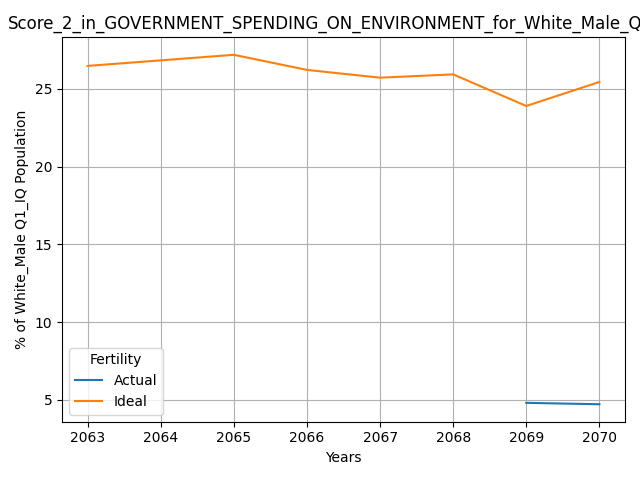 Score_2_in_GOVERNMENT_SPENDING_ON_ENVIRONMENT_for_White_Male_Q
% of White_Male Q1_IQ Population
25
20
15
10
5
Fertility
Actual
Ideal
2063 2064 2065 2066 2067 2068 2069 2070
Years